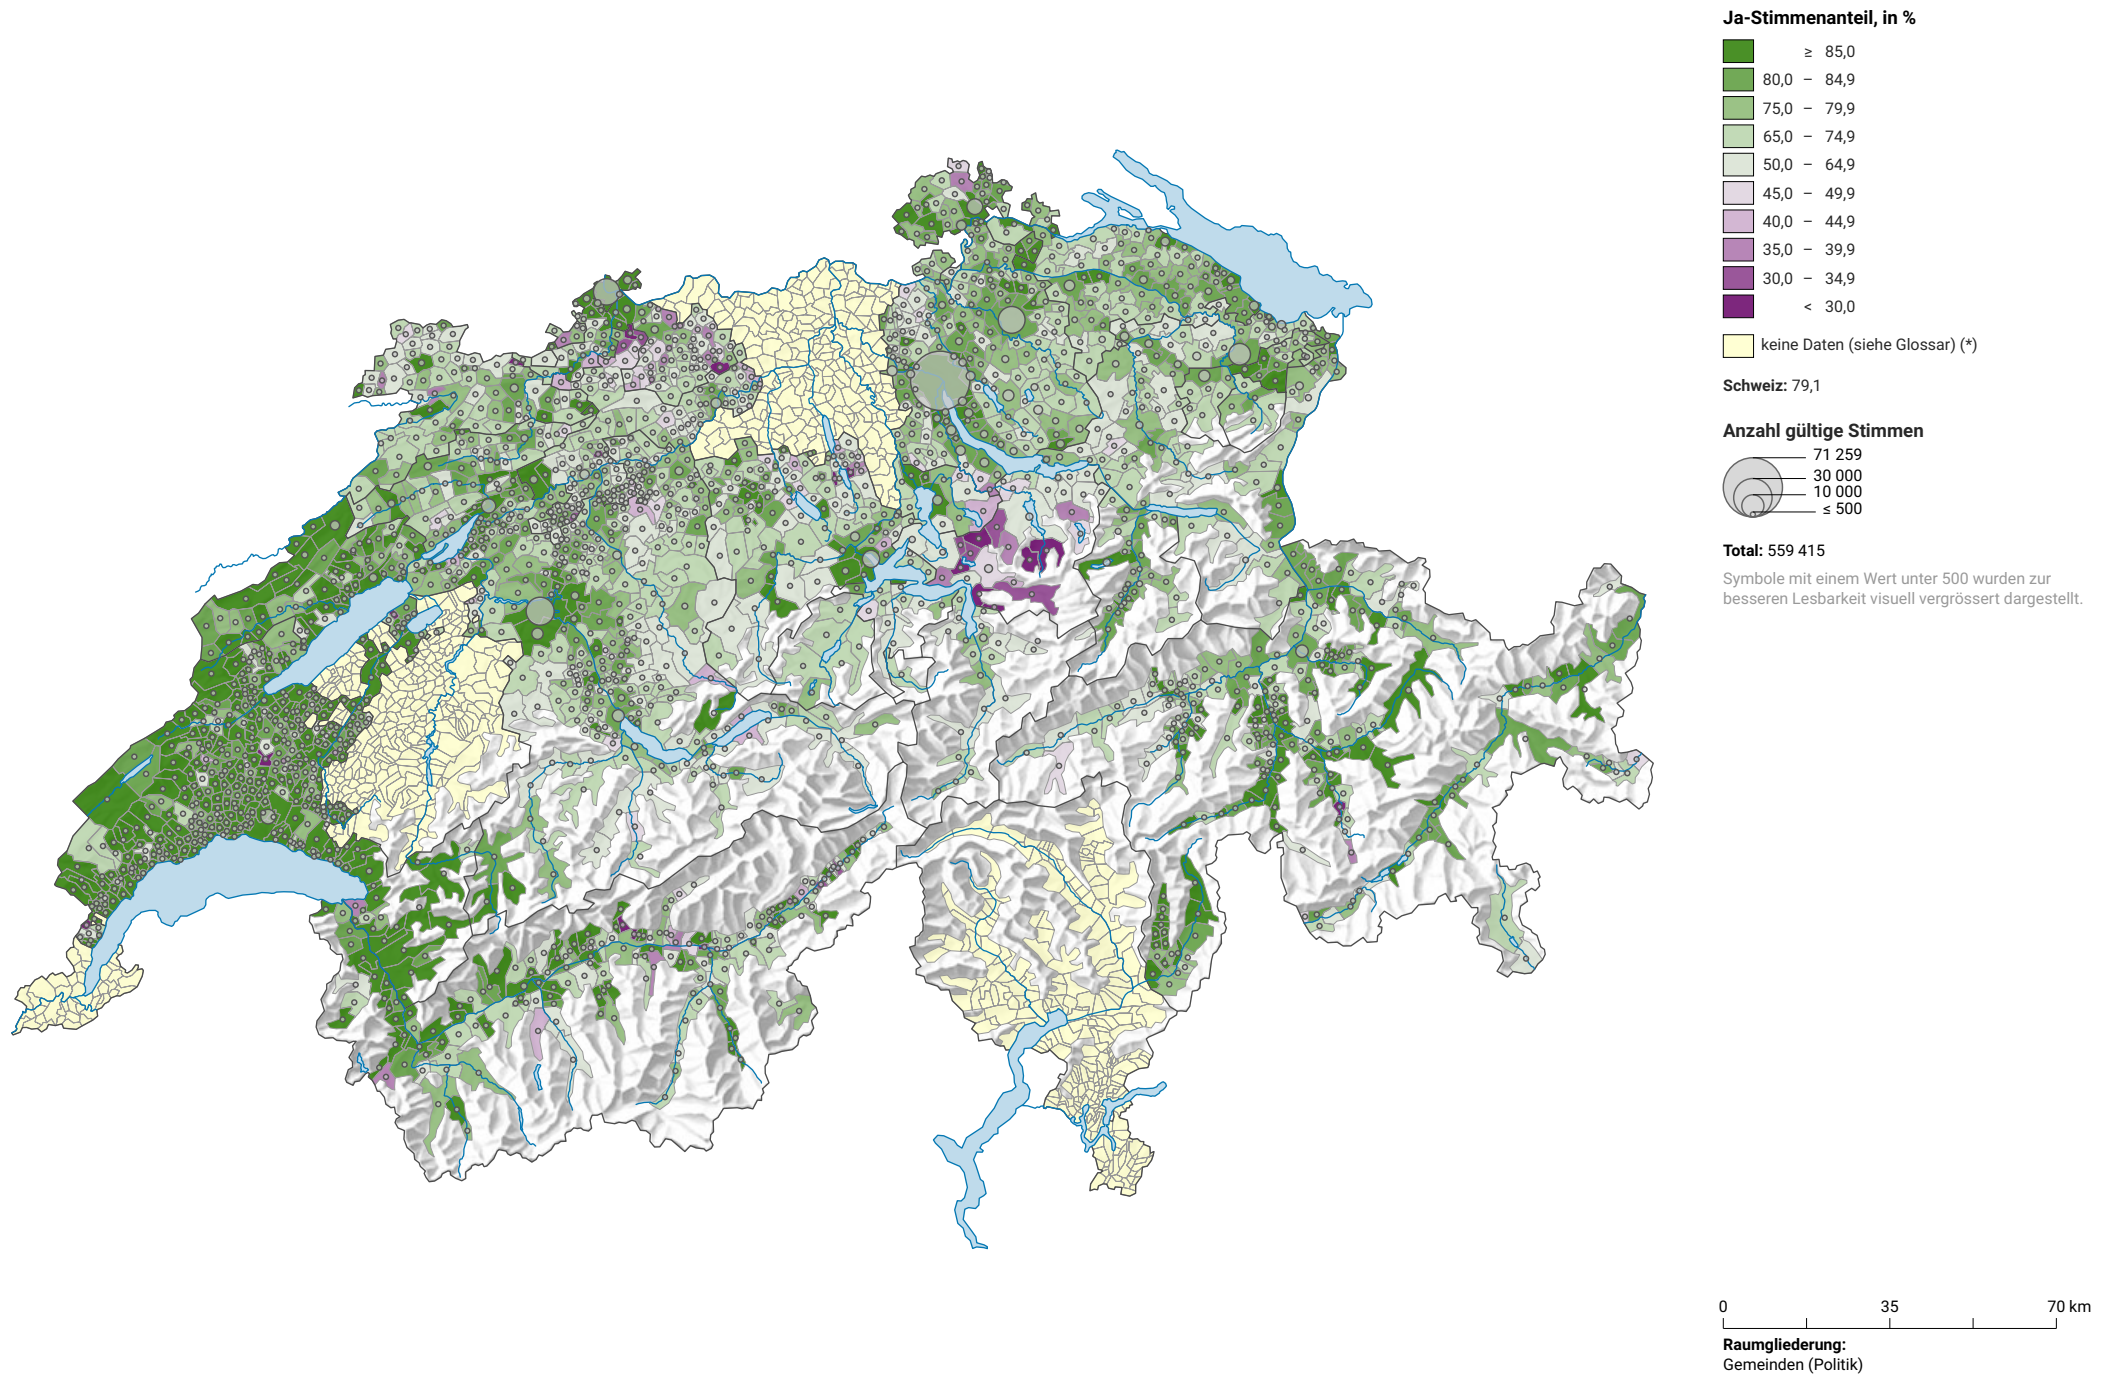 Ja-Stimmenanteil, in %
≥ 85,0
80,0 – 84,9
75,0 – 79,9
65,0 – 74,9
50,0 – 64,9
45,0 – 49,9
40,0 – 44,9
35,0 – 39,9
30,0 – 34,9
< 30,0
keine Daten (siehe Glossar) (*)
Schweiz: 79,1
Anzahl gültige Stimmen
71 259
30 000
10 000
≤ 500
Total: 559 415
Symbole mit einem Wert unter 500 wurden zur
besseren Lesbarkeit visuell vergrössert dargestellt.
0 35 70 km
Raumgliederung:
Gemeinden (Politik)